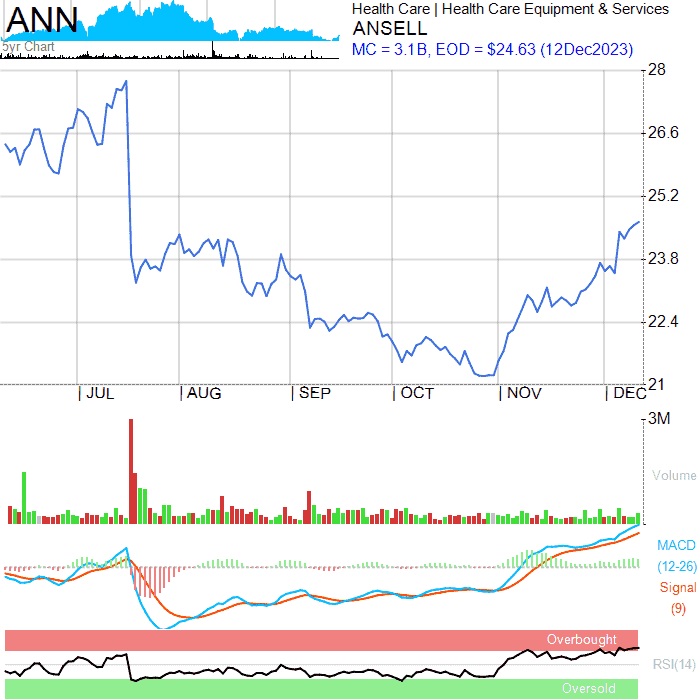 ANN
5yr Chart
Health Care | Health Care Equipment & Services
ANSELL
MC = 3.1B, EOD = $24.63 (12Dec2023)
28
26.6
25.2
23.8
22.4
21
| JUL | AUG | SEP | OCT | NOV | DEC
3M
Volume
MACD
(12-26)
Signal
(9)
Overbought
RSI(14)
Oversold